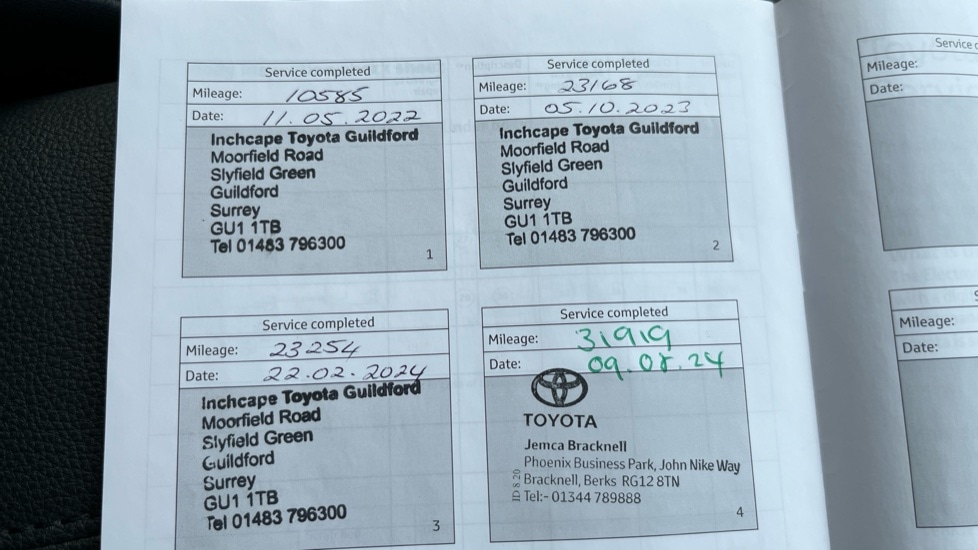 Service completed
Mileage: 10585
Date: 11.05.2022
Inchcape Toyota Guildford
Moorfield Road
Slyfield Green
Guildford
Surrey
GU1 1TB
Tel 01483 796300
1
Service completed
Mileage: 23168
Date: 05.10.2023
Inchcape Toyota Guildford
Moorfield Road
Slyfield Green
Guildford
Surrey
GU1 1TB
Tel 01483 796300
2
Service completed
Mileage: 23254
Date: 22.02.2024
Inchcape Toyota Guildford
Moorfield Road
Slyfield Green
Guildford
Surrey
GU1 1TB
Tel 01483 796300
3
Service completed
Mileage: 31919
Date: 09.08.24
TOYOTA
Jemca Bracknell
Phoenix Business Park, John Nike Way
Bracknell, Berks RG12 8TN
Tel:- 01344 789888
ID 8 20
4
Service
Mileage:
Date:
Mileage:
Date: